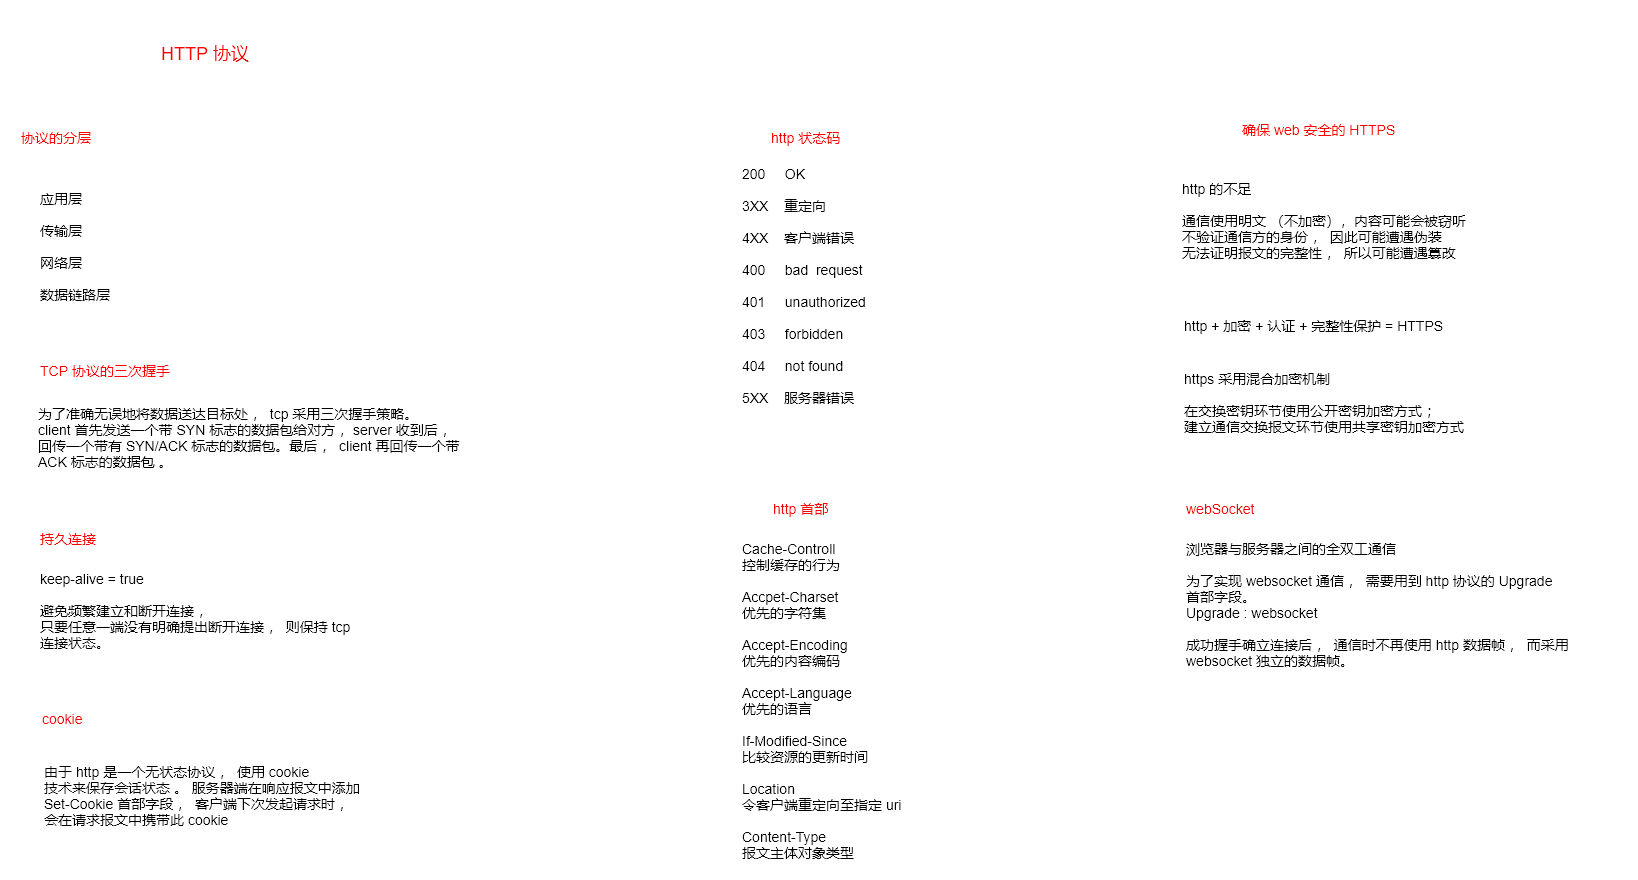 HTTP 协议
协议的分层
应用层
传输层
网络层
数据链路层
TCP 协议的三次握手
为了准确无误地将数据送达目标处， tcp 采用三次握手策略。
client 首先发送一个带 SYN 标志的数据包给对方，server 收到后，
回传一个带有 SYN/ACK 标志的数据包。最后， client 再回传一个带
ACK 标志的数据包 。
持久连接
keep-alive = true
避免频繁建立和断开连接，
只要任意一端没有明确提出断开连接， 则保持 tcp
连接状态。
cookie
由于 http 是一个无状态协议， 使用 cookie
技术来保存会话状态 。 服务器端在响应报文中添加
Set-Cookie 首部字段， 客户端下次发起请求时，
会在请求报文中携带此 cookie
http 状态码
200 OK
3XX 重定向
4XX 客户端错误
400 bad request
401 unauthorized
403 forbidden
404 not found
5XX 服务器错误
http 首部
Cache-Controll
控制缓存的行为
Accpet-Charset
优先的字符集
Accept-Encoding
优先的内容编码
Accept-Language
优先的语言
If-Modified-Since
比较资源的更新时间
Location
令客户端重定向至指定 uri
Content-Type
报文主体对象类型
确保 web 安全的 HTTPS
http 的不足
通信使用明文 （不加密），内容可能会被窃听
不验证通信方的身份， 因此可能遭遇伪装
无法证明报文的完整性， 所以可能遭遇篡改
http + 加密 + 认证 + 完整性保护 = HTTPS
https 采用混合加密机制
在交换密钥环节使用公开密钥加密方式；
建立通信交换报文环节使用共享密钥加密方式
webSocket
浏览器与服务器之间的全双工通信
为了实现 websocket 通信， 需要用到 http 协议的 Upgrade
首部字段。
Upgrade : websocket
成功握手确立连接后， 通信时不再使用 http 数据帧， 而采用
websocket 独立的数据帧。